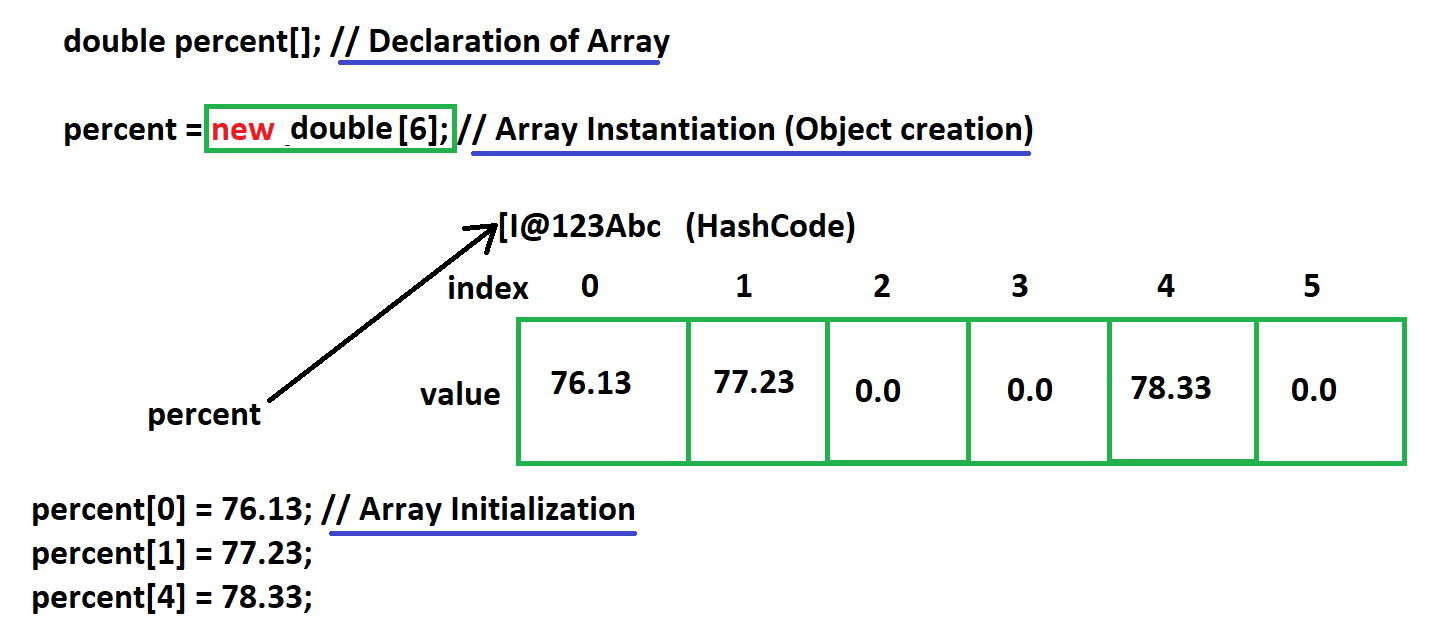 double percent[]; // Declaration of Array
percent = new double [6]; // Array Instantiation (Object creation)
[I@123Abc (HashCode)
index 0 1 2 3 4 5
value 76.13 77.23 0.0 0.0 78.33 0.0
percent
percent[0] = 76.13; // Array Initialization
percent[1] = 77.23;
percent[4] = 78.33;